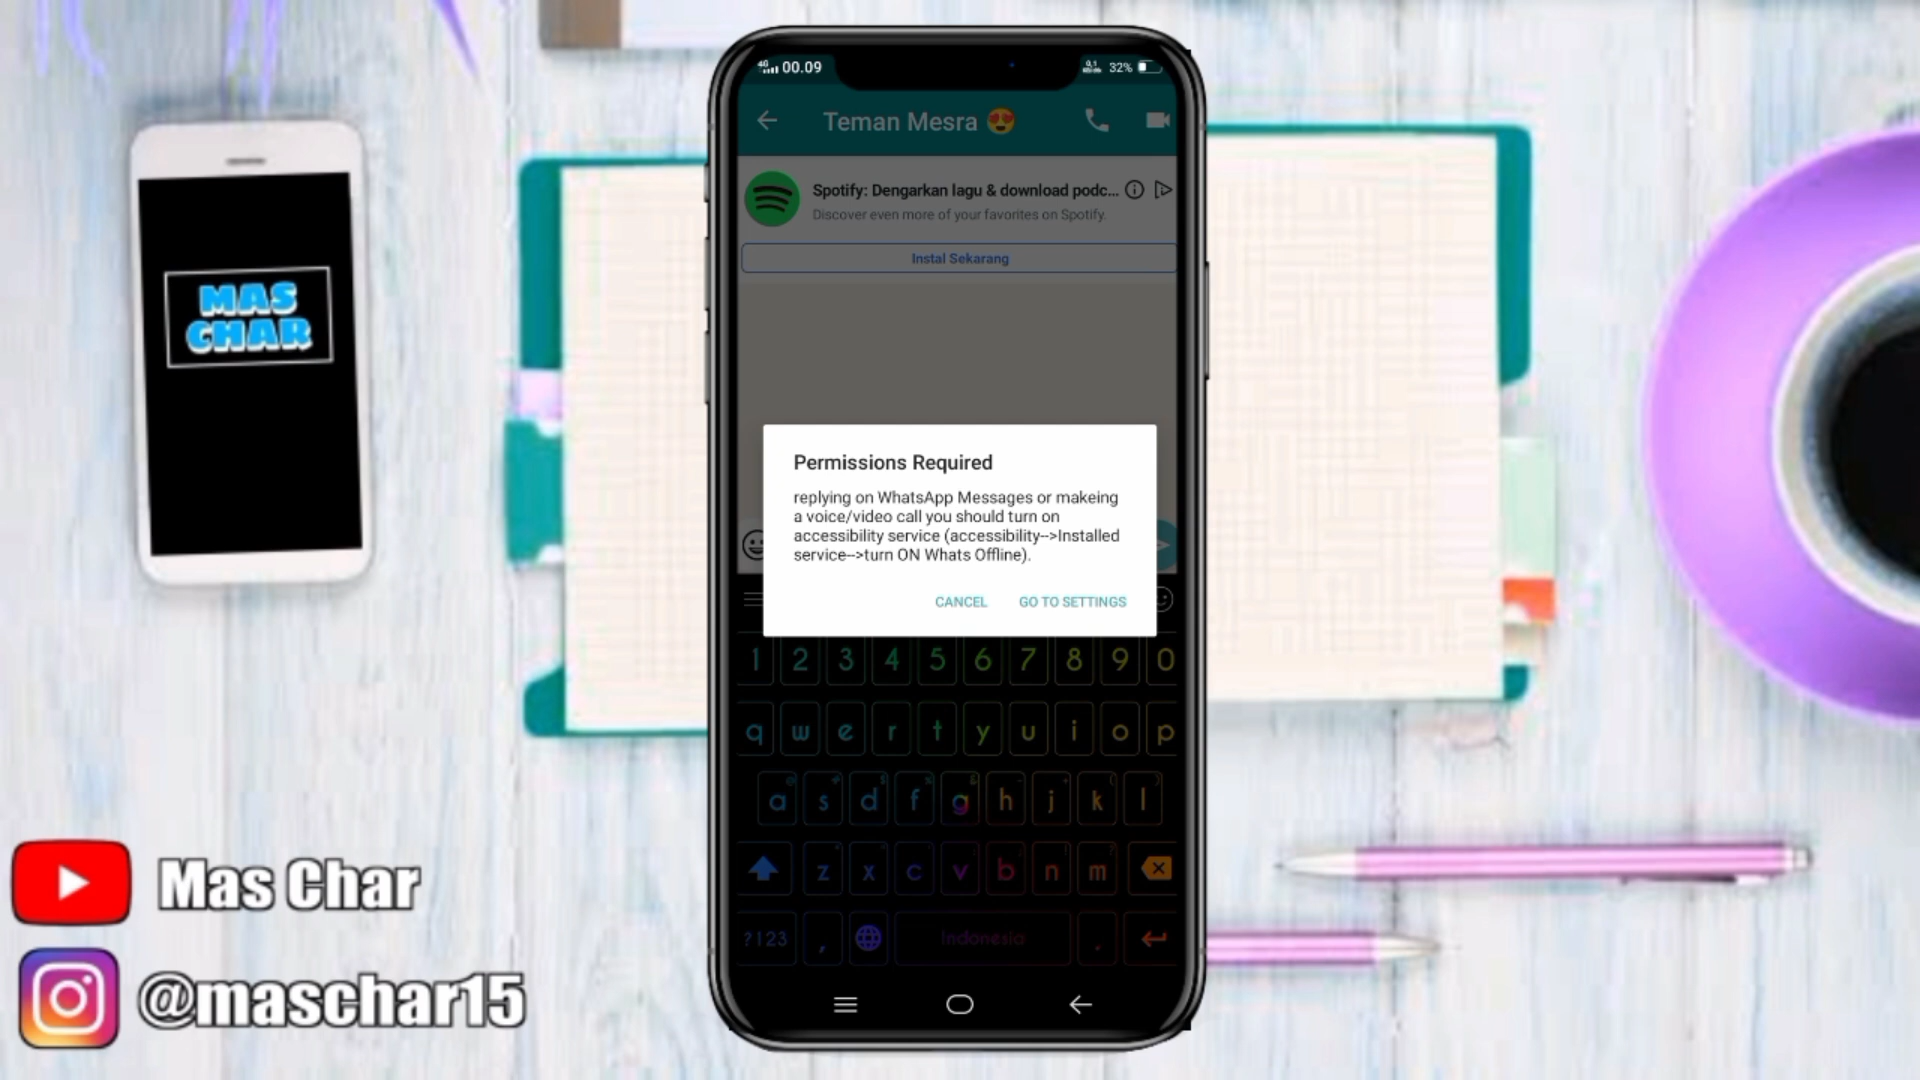 4G 00.09
0,1 32%
Teman Mesra 😍
Spotify: Dengarkan lagu & download podc...
Discover even more of your favorites on Spotify.
Instal Sekarang
MAS
CHAR
Permissions Required
replying on WhatsApp Messages or makeing
a voice/video call you should turn on
accessibility service (accessibility-->Installed
service-->turn ON Whats Offline).
CANCEL GO TO SETTINGS
1 2 3 4 5 6 7 8 9 0
q w e r t y u i o p
a s d f g h j k l
z x c v b n m
?123 , Indonesia .
Mas Char
@maschar15